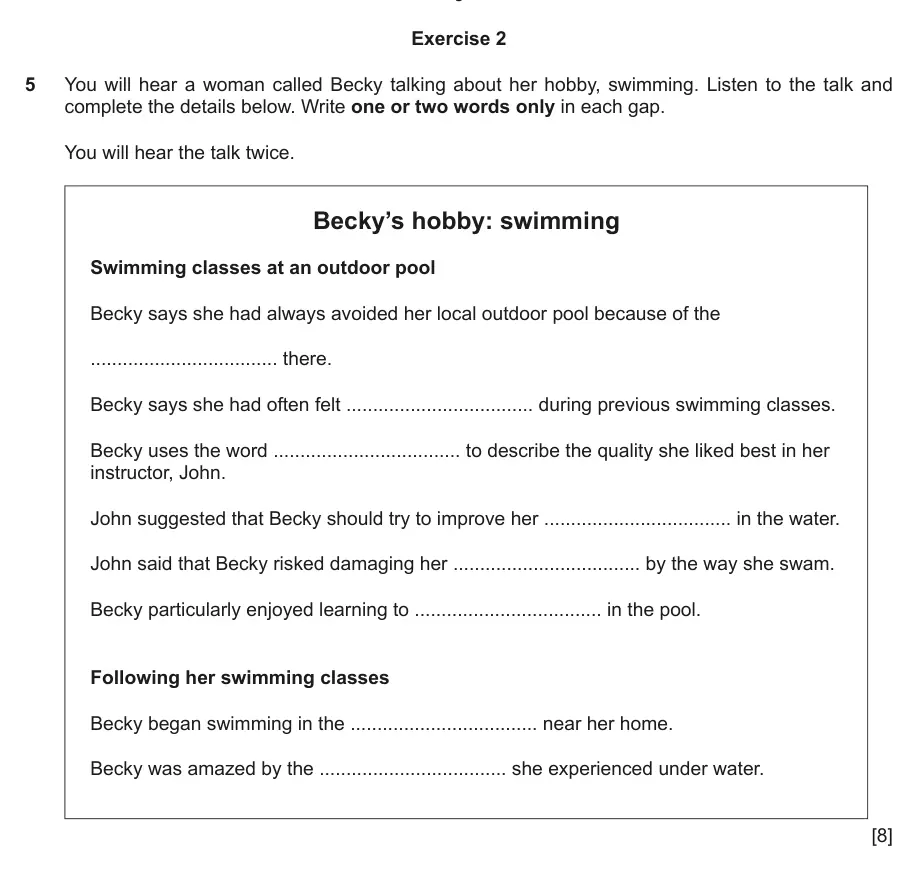 Exercise 2
5 You will hear a woman called Becky talking about her hobby, swimming. Listen to the talk and
complete the details below. Write one or two words only in each gap.
You will hear the talk twice.
Becky’s hobby: swimming
Swimming classes at an outdoor pool
Becky says she had always avoided her local outdoor pool because of the
................................... there.
Becky says she had often felt ................................... during previous swimming classes.
Becky uses the word ................................... to describe the quality she liked best in her
instructor, John.
John suggested that Becky should try to improve her ................................... in the water.
John said that Becky risked damaging her ................................... by the way she swam.
Becky particularly enjoyed learning to ................................... in the pool.
Following her swimming classes
Becky began swimming in the ................................... near her home.
Becky was amazed by the ................................... she experienced under water.
[8]